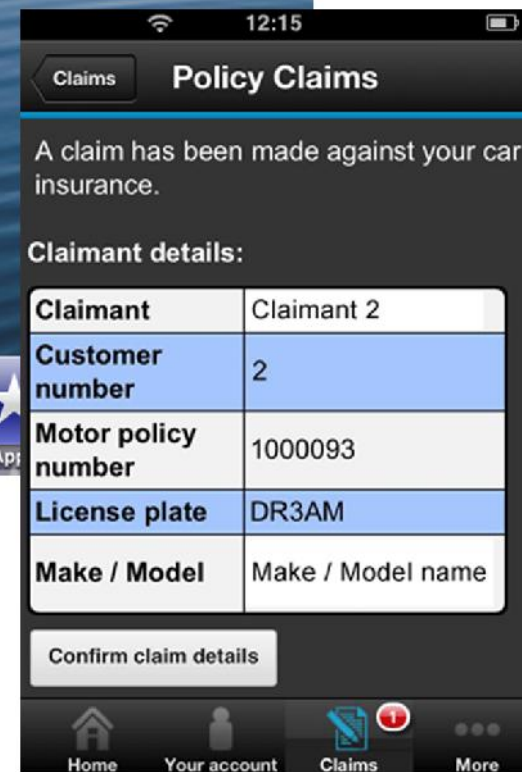 12:15
Claims
Policy Claims
A claim has been made against your car
insurance.
Claimant details:
Claimant
Claimant 2
Customer
number
2
Motor policy
number
1000093
License plate
DR3AM
Make / Model
Make / Model name
Confirm claim details
1
Home
Your account
Claims
More